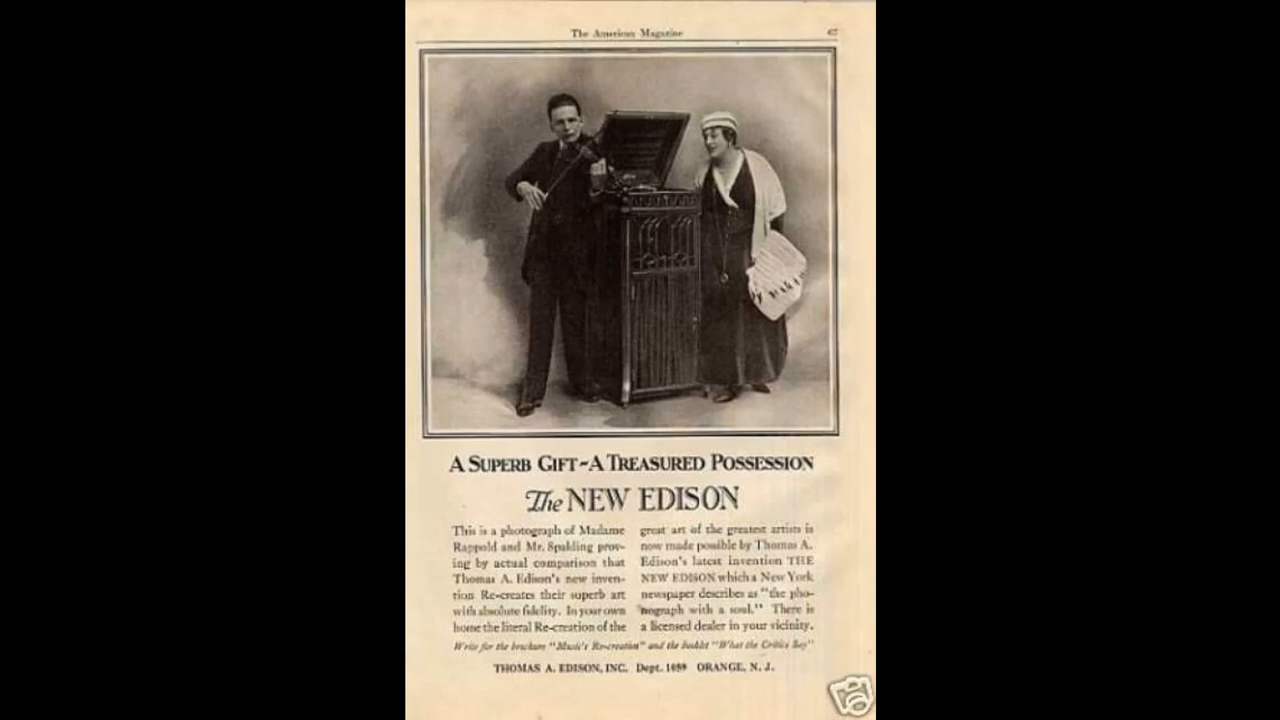 The American Magazine
A SUPERB GIFT~A TREASURED POSSESSION
The NEW EDISON
This is a photograph of Madame
Rappold and Mr. Spalding prov-
ing by actual comparison that
Thomas A. Edison's new inven-
tion Re-creates their superb art
with absolute fidelity. In your own
home the literal Re-creation of the
great art of the greatest artists is
now made possible by Thomas A.
Edison's latest invention THE
NEW EDISON which a New York
newspaper describes as "the pho-
nograph with a soul." There is
a licensed dealer in your vicinity.
Write for the brochure "Music's Re-creation" and the booklet "What the Critics Say"
THOMAS A. EDISON, INC. Dept. ORANGE, N. J.